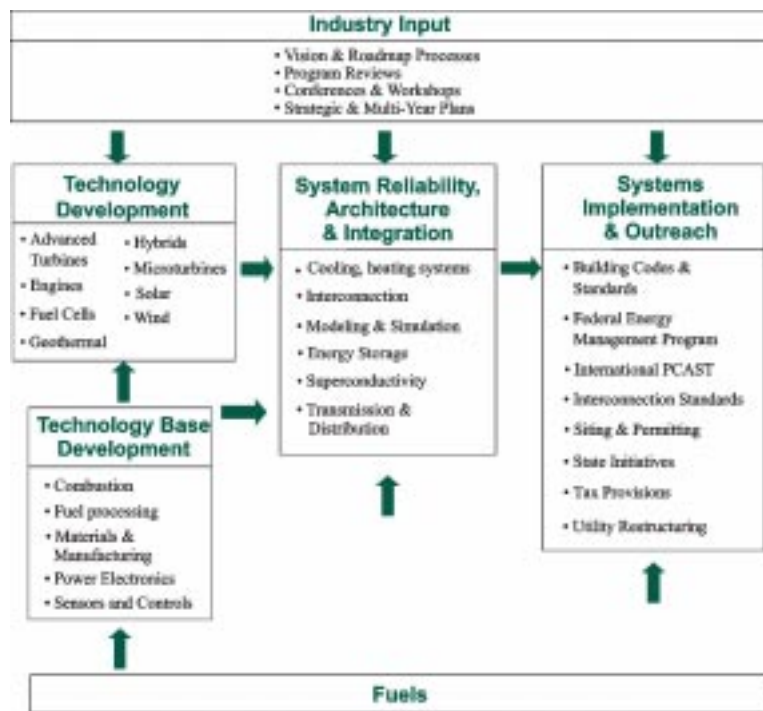 Industry Input
• Vision & Roadmap Processes
• Program Reviews
• Conferences & Workshops
• Strategic & Multi-Year Plans
Technology
Development
• Advanced
Turbines
• Engines
• Fuel Cells
• Geothermal
• Hybrids
• Microturbines
• Solar
• Wind
System Reliability,
Architecture
& Integration
• Cooling, heating systems
• Interconnection
• Modeling & Simulation
• Energy Storage
• Superconductivity
• Transmission &
Distribution
Systems
Implementation
& Outreach
• Building Codes &
Standards
• Federal Energy
Management Program
• International PCAST
• Interconnection Standards
• Siting & Permitting
• State Initiatives
• Tax Provisions
• Utility Restructuring
Technology Base
Development
• Combustion
• Fuel processing
• Materials &
Manufacturing
• Power Electronics
• Sensors and Controls
Fuels